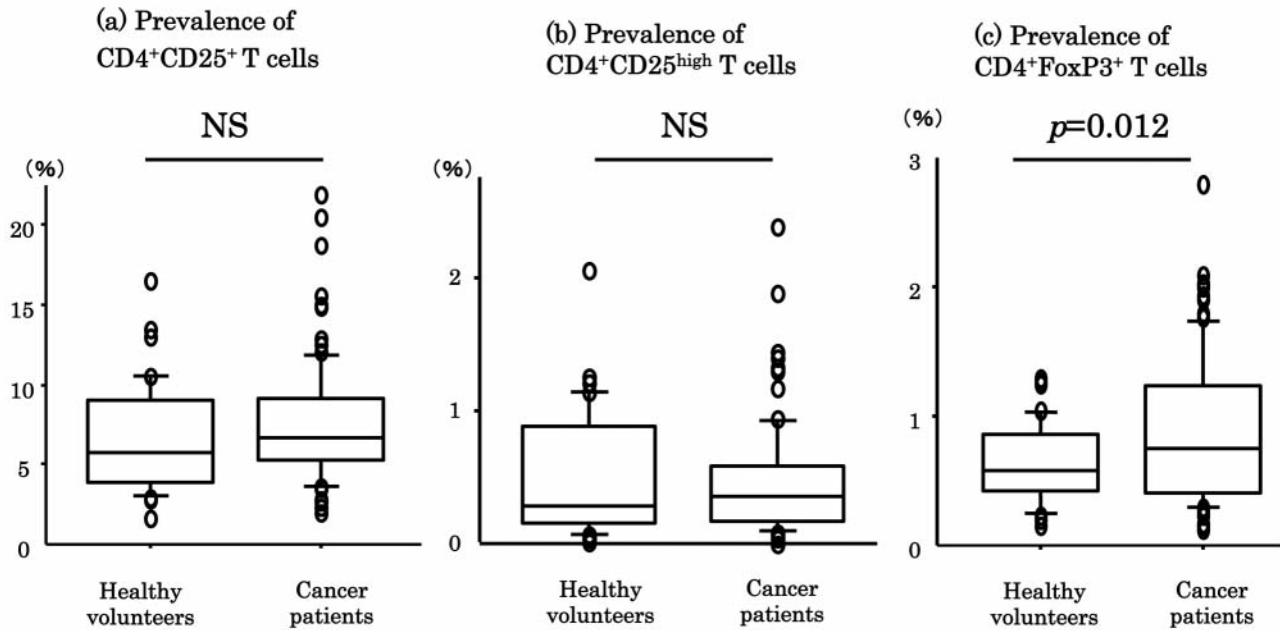 (a) Prevalence of
CD4⁺CD25⁺ T cells
NS
(%)
20
15
10
5
0
Healthy
volunteers
Cancer
patients
(b) Prevalence of
CD4⁺CD25ʰⁱᵍʰ T cells
NS
(%)
2
1
0
Healthy
volunteers
Cancer
patients
(c) Prevalence of
CD4⁺FoxP3⁺ T cells
(%)
p=0.012
3
2
1
0
Healthy
volunteers
Cancer
patients